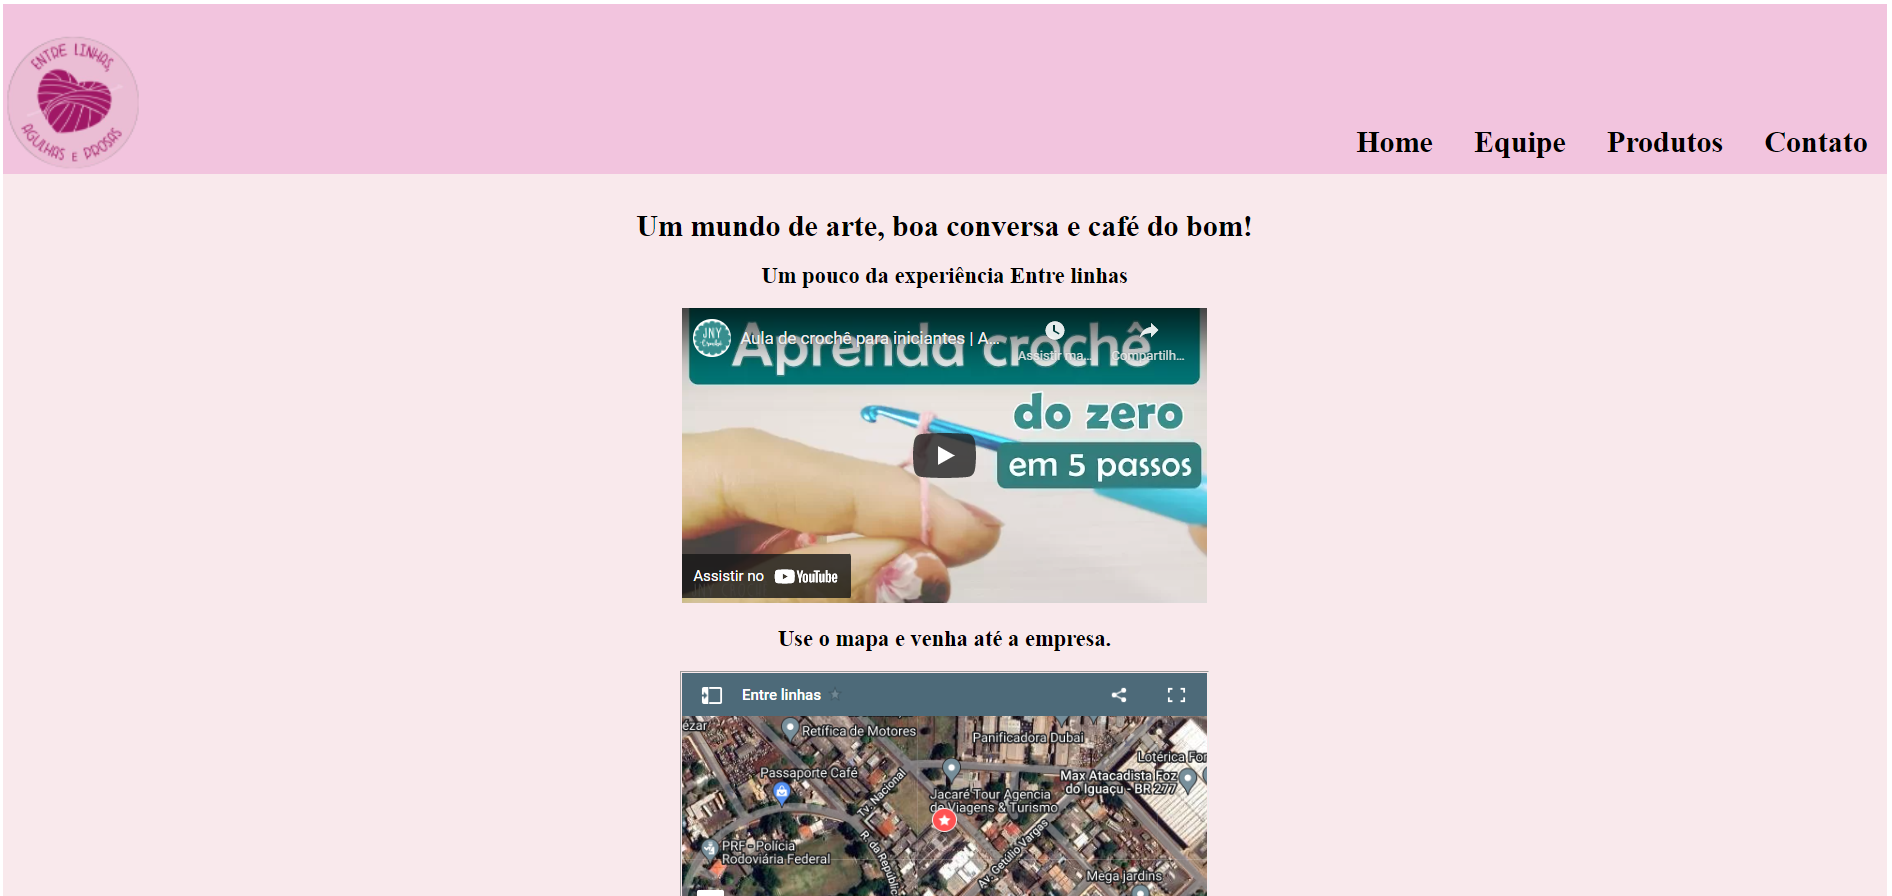 ENTRE LINHAS,
AGULHAS E PROSAS
Home Equipe Produtos Contato
Um mundo de arte, boa conversa e café do bom!
Um pouco da experiência Entre linhas
JNY
Crochê
Aula de crochê para iniciantes | A...
Assistir ma...
Compartilh...
Aprenda crochê
do zero
em 5 passos
Assistir no YouTube
Use o mapa e venha até a empresa.
Entre linhas
ézar
Retífica de Motores
Panificadora Dubai
Lotérica For
Passaporte Café
Max Atacadista Foz
do Iguaçu - BR 277
Tv. Nacional
Jacaré Tour Agencia
de Viagens & Turismo
R. da Repúblic
Av. Getúlio Vargas
PRF - Polícia
Rodoviária Federal
Mega jardins